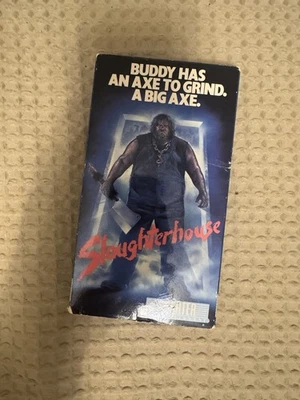 BUDDY HAS
AN AXE TO GRIND.
A BIG AXE.
Slaughterhouse